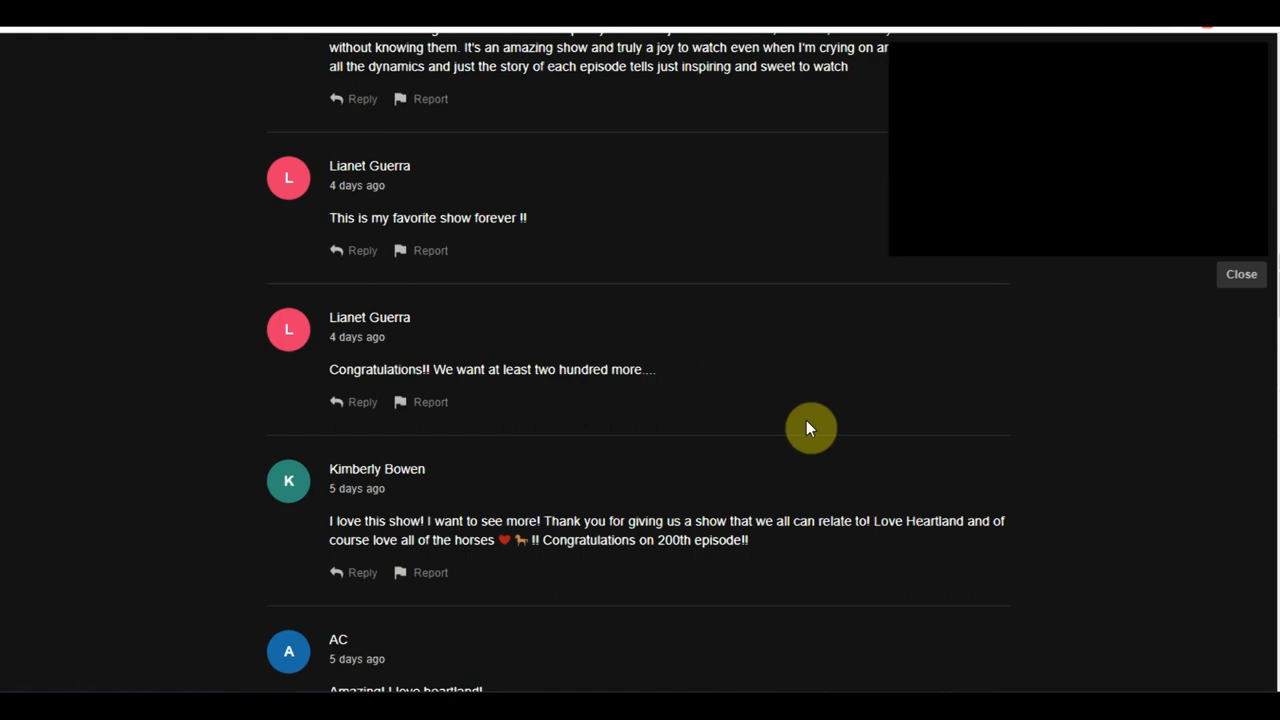 without knowing them. It's an amazing show and truly a joy to watch even when I'm crying on
all the dynamics and just the story of each episode tells just inspiring and sweet to watch
Reply Report
L
Lianet Guerra
4 days ago
This is my favorite show forever !!
Reply Report
Close
L
Lianet Guerra
4 days ago
Congratulations!! We want at least two hundred more....
Reply Report
K
Kimberly Bowen
5 days ago
I love this show! I want to see more! Thank you for giving us a show that we all can relate to! Love Heartland and of
course love all of the horses ❤️🐎 !! Congratulations on 200th episode!!
Reply Report
A
AC
5 days ago
Amazing! I love heartland!